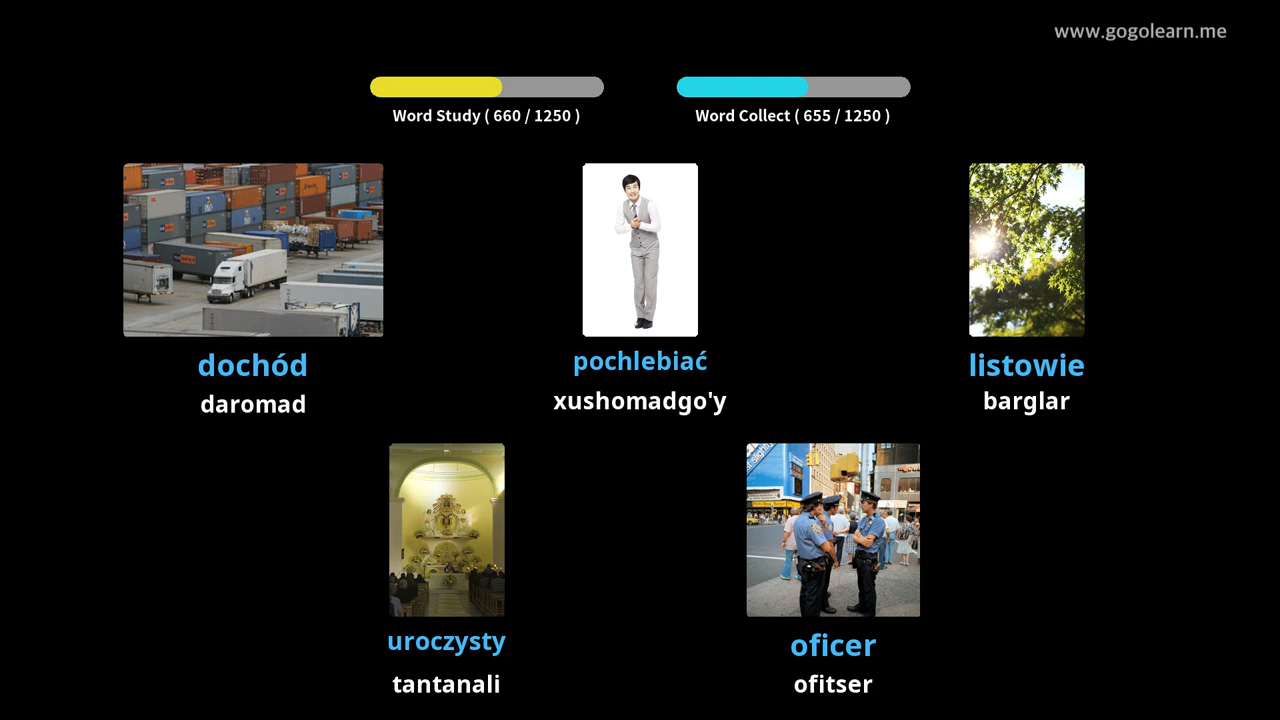 www.gogolearn.me
Word Study ( 660 / 1250 )
Word Collect ( 655 / 1250 )
dochód
daromad
pochlebiać
xushomadgo'y
listowie
barglar
uroczysty
tantanali
oficer
ofitser